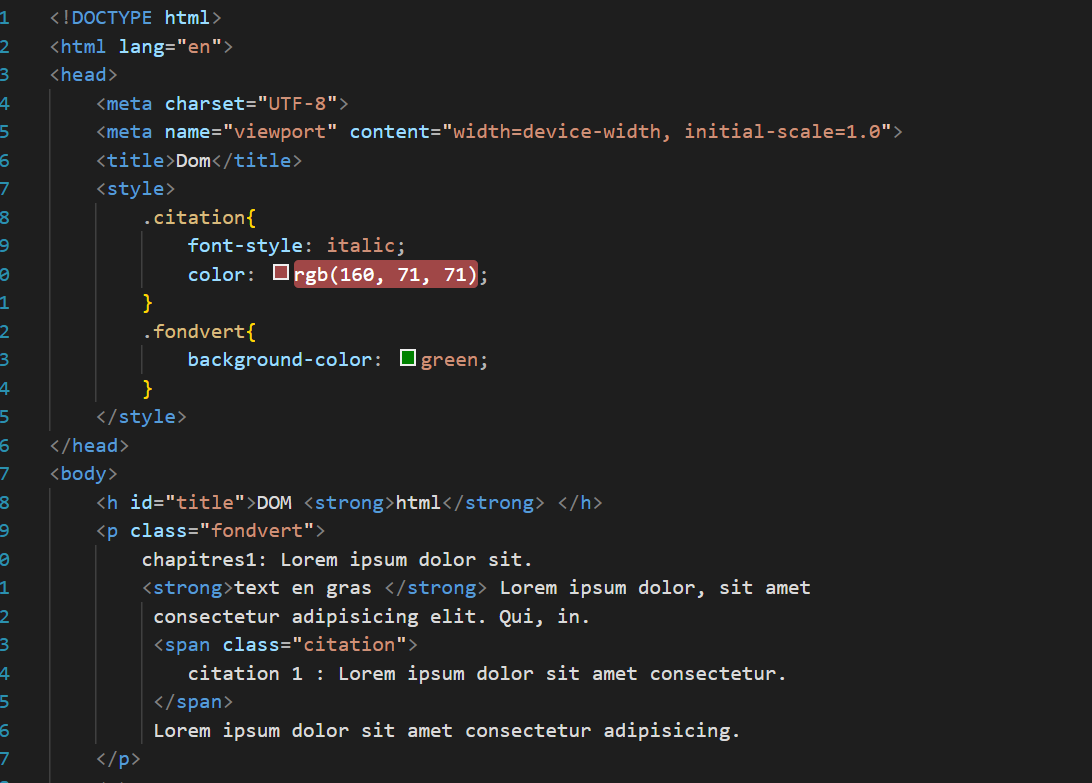 1 <!DOCTYPE html>
2 <html lang="en">
3 <head>
4     <meta charset="UTF-8">
5     <meta name="viewport" content="width=device-width, initial-scale=1.0">
6     <title>Dom</title>
7     <style>
8         .citation{
9             font-style: italic;
0             color: rgb(160, 71, 71);
1         }
2         .fondvert{
3             background-color: green;
4         }
5     </style>
6 </head>
7 <body>
8     <h id="title">DOM <strong>html</strong> </h>
9     <p class="fondvert">
0         chapitres1: Lorem ipsum dolor sit.
1         <strong>text en gras </strong> Lorem ipsum dolor, sit amet
2          consectetur adipisicing elit. Qui, in.
3          <span class="citation">
4             citation 1 : Lorem ipsum dolor sit amet consectetur.
5          </span>
6          Lorem ipsum dolor sit amet consectetur adipisicing.
7     </p>